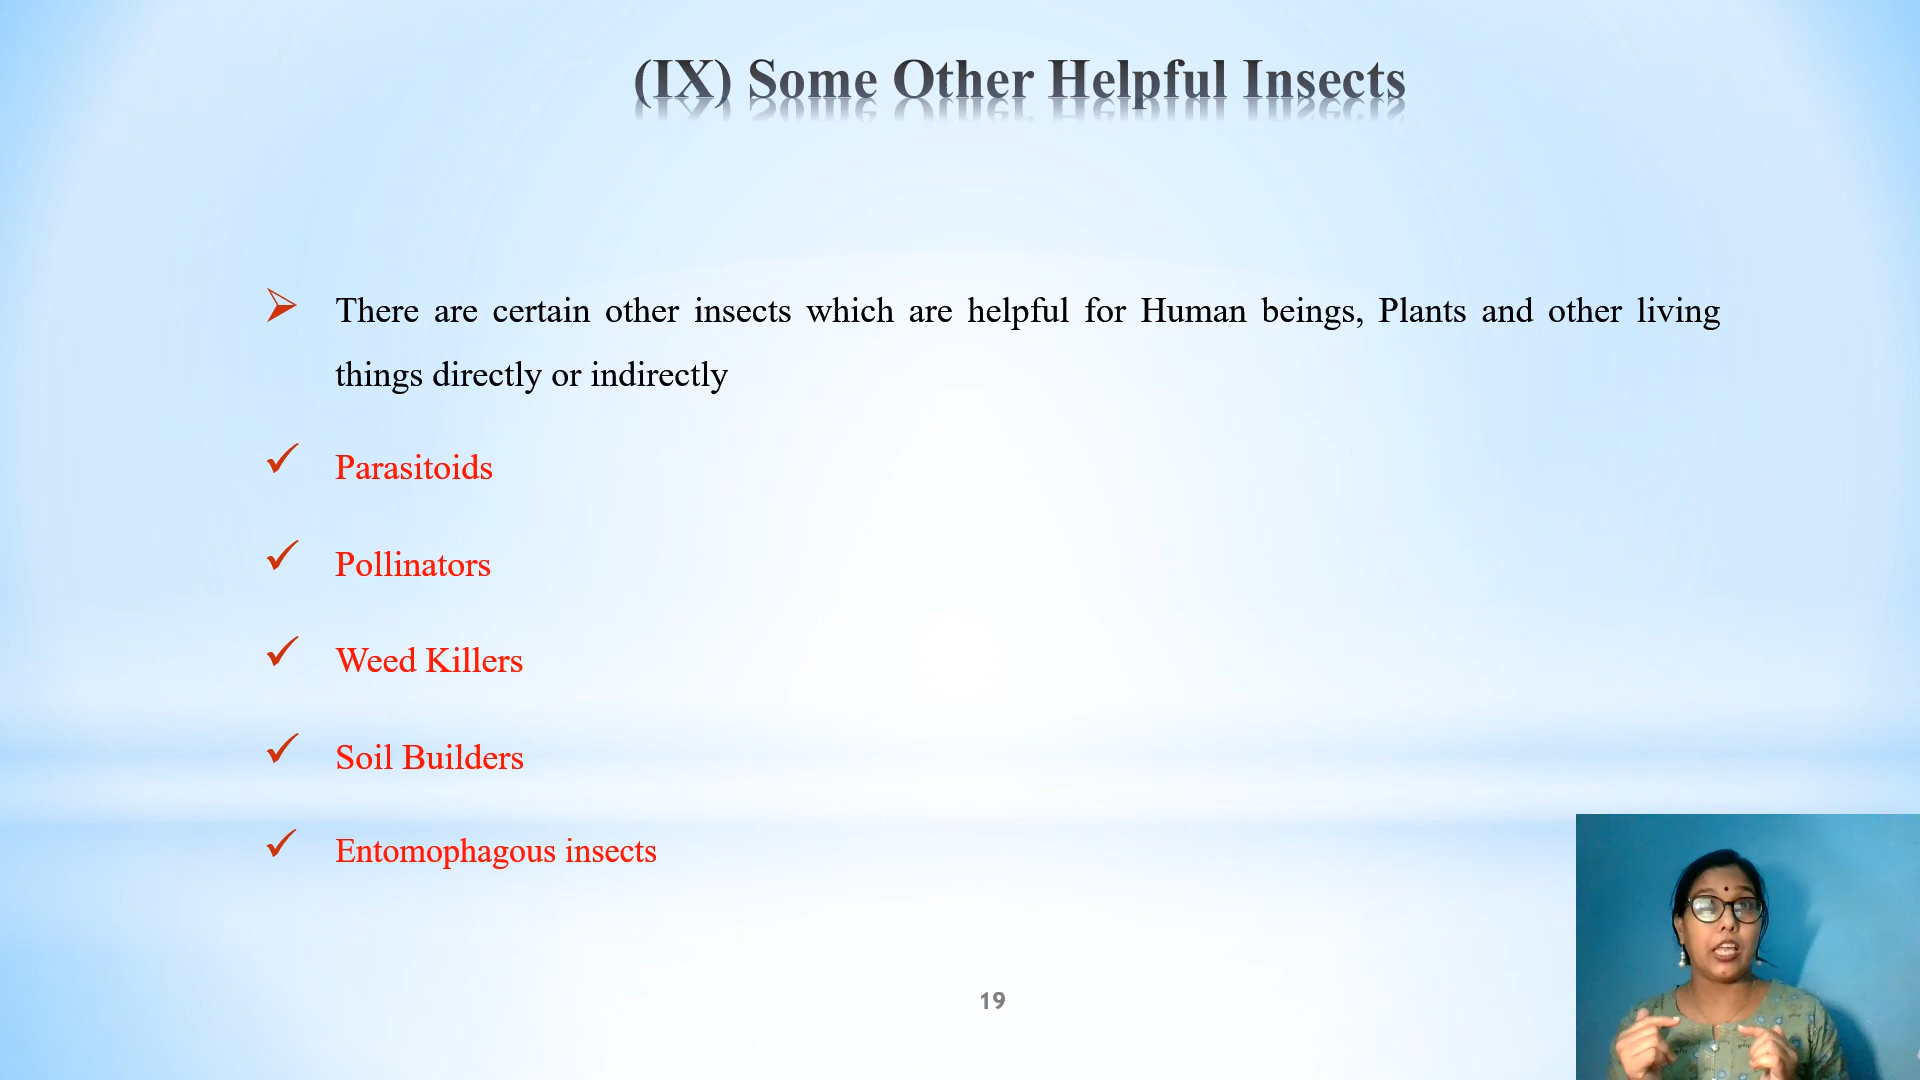 (IX) Some Other Helpful Insects
There are certain other insects which are helpful for Human beings, Plants and other living
things directly or indirectly
Parasitoids
Pollinators
Weed Killers
Soil Builders
Entomophagous insects
19